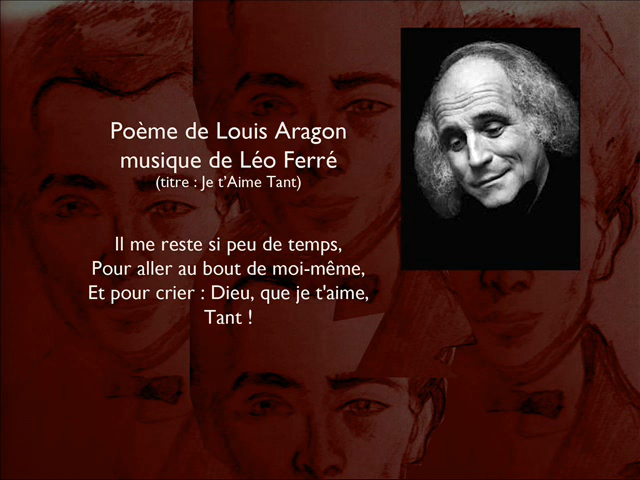 Poème de Louis Aragon
musique de Léo Ferré
(titre : Je t’Aime Tant)
Il me reste si peu de temps,
Pour aller au bout de moi-même,
Et pour crier : Dieu, que je t'aime,
Tant !